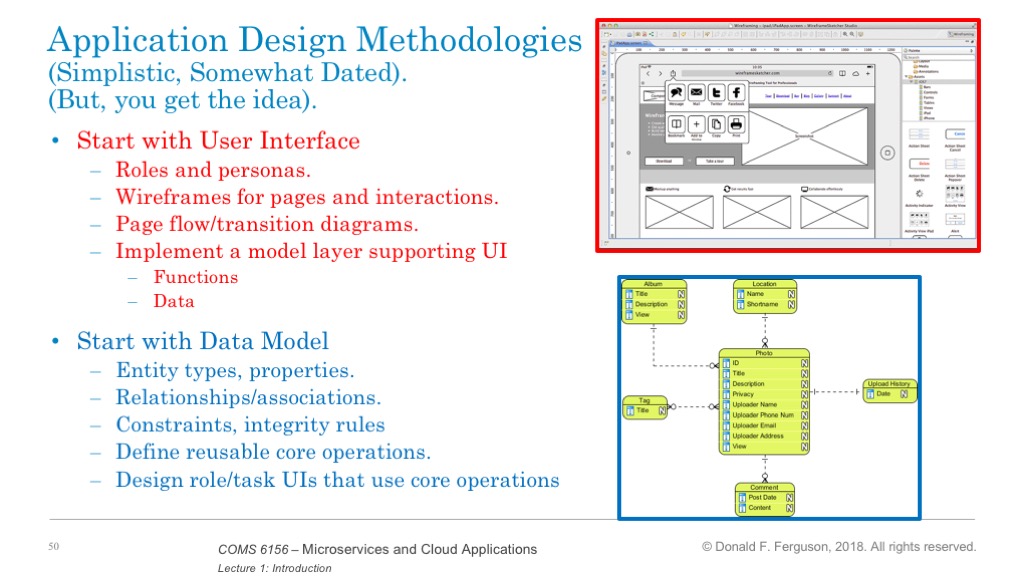 Application Design Methodologies
(Simplistic, Somewhat Dated).
(But, you get the idea).
• Start with User Interface
– Roles and personas.
– Wireframes for pages and interactions.
– Page flow/transition diagrams.
– Implement a model layer supporting UI
– Functions
– Data
• Start with Data Model
– Entity types, properties.
– Relationships/associations.
– Constraints, integrity rules
– Define reusable core operations.
– Design role/task UIs that use core operations
wireframesketcher.com
Message Mail Twitter Facebook
Bookmark Copy Print
Download Take a tour
Album
Title
Description
View
Location
Name
Shortname
Photo
ID
Title
Description
Privacy
Uploader Name
Uploader Phone Num
Uploader Email
Uploader Address
View
Upload History
Date
Tag
Title
Comment
Post Date
Content
50
COMS 6156 – Microservices and Cloud Applications
Lecture 1: Introduction
© Donald F. Ferguson, 2018. All rights reserved.